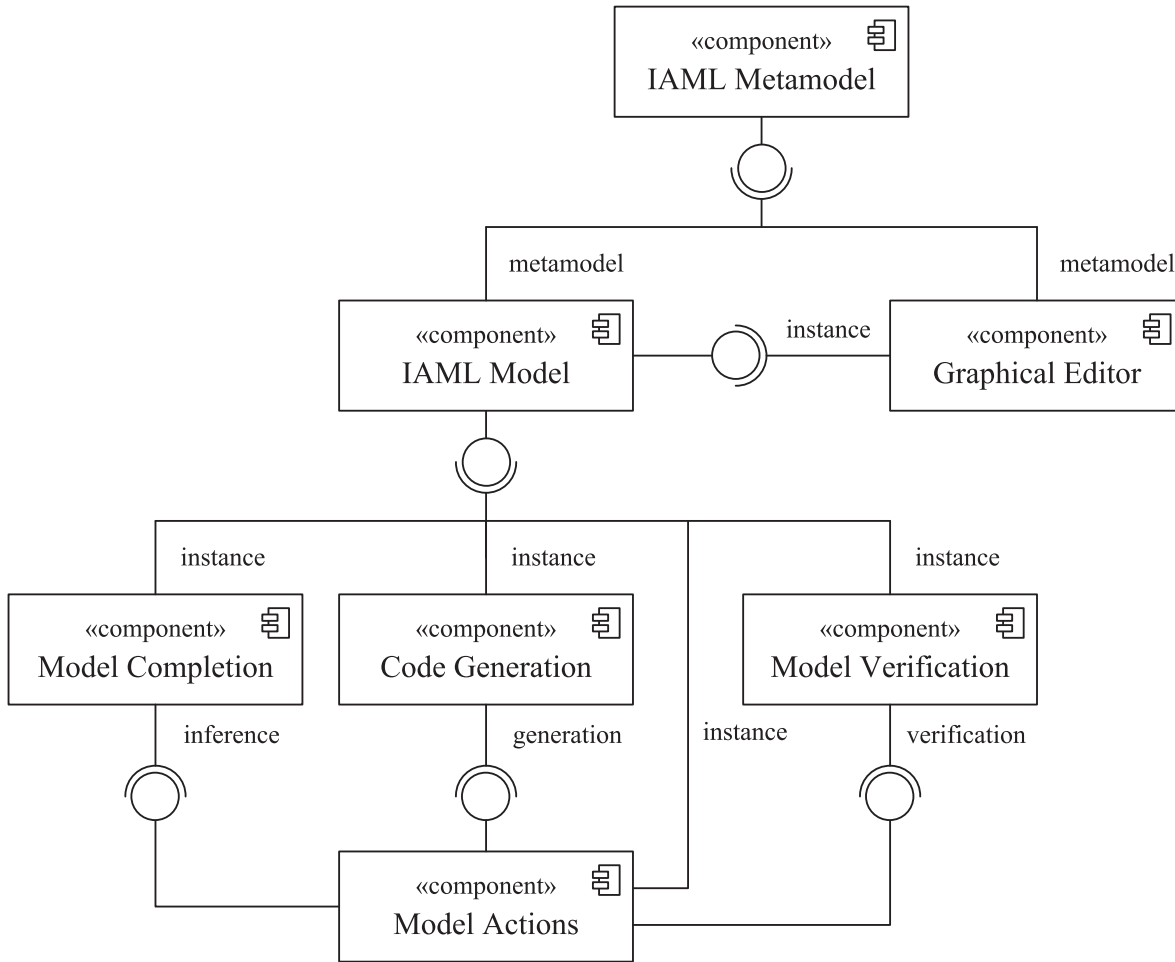 «component»
IAML Metamodel
metamodel
metamodel
«component»
IAML Model
instance
«component»
Graphical Editor
instance
instance
instance
«component»
Model Completion
«component»
Code Generation
«component»
Model Verification
inference
generation
instance
verification
«component»
Model Actions